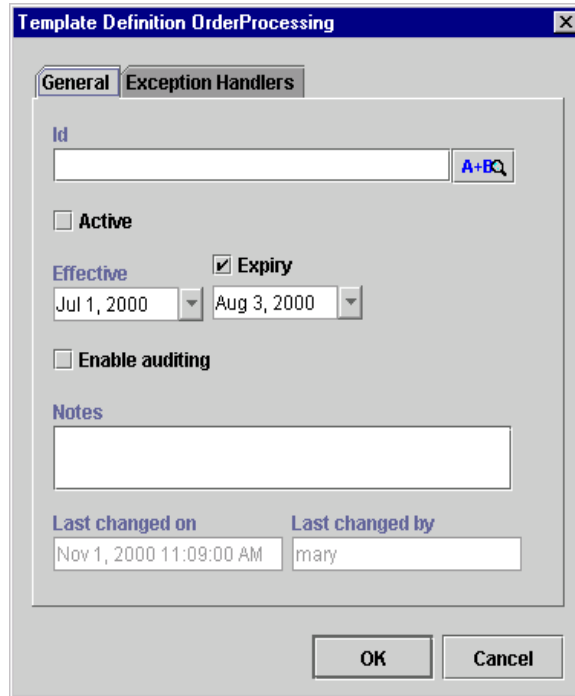 Template Definition OrderProcessing
General Exception Handlers
Id
A+B
Active
Effective Expiry
Jul 1, 2000 Aug 3, 2000
Enable auditing
Notes
Last changed on Last changed by
Nov 1, 2000 11:09:00 AM mary
OK Cancel